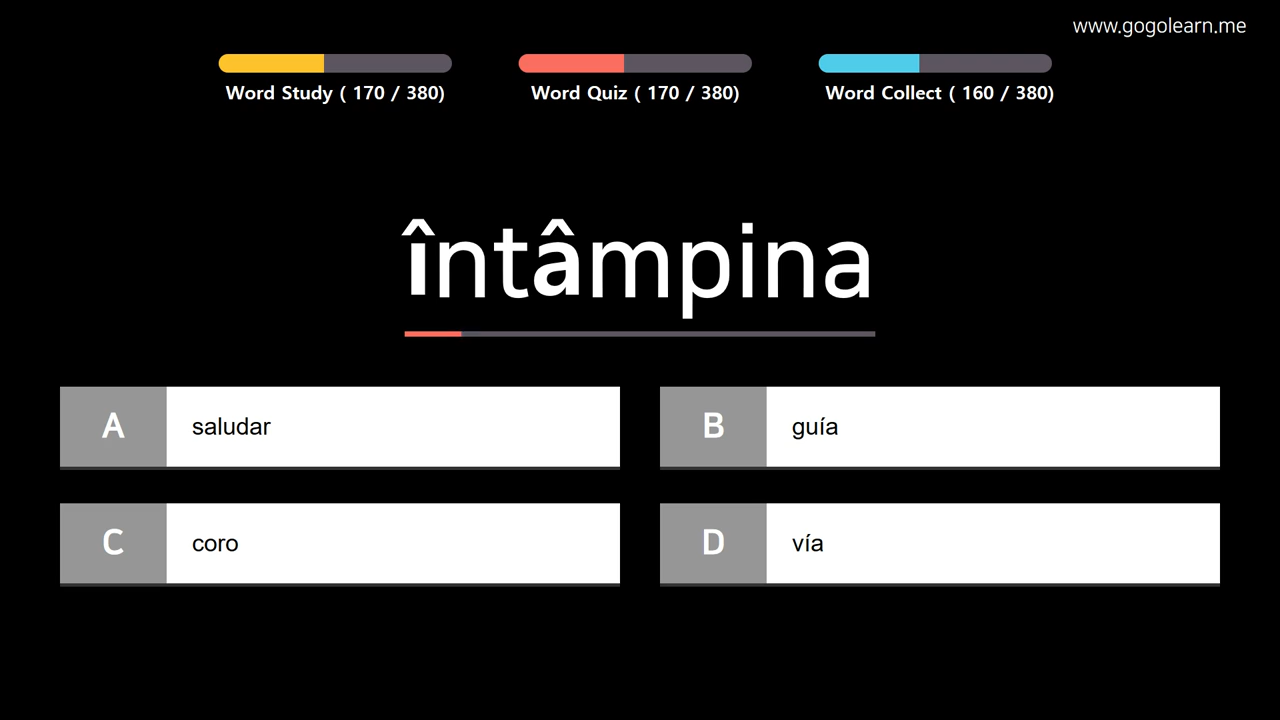 www.gogolearn.me
Word Study ( 170 / 380)
Word Quiz ( 170 / 380)
Word Collect ( 160 / 380)
întâmpina
A saludar
B guía
C coro
D vía